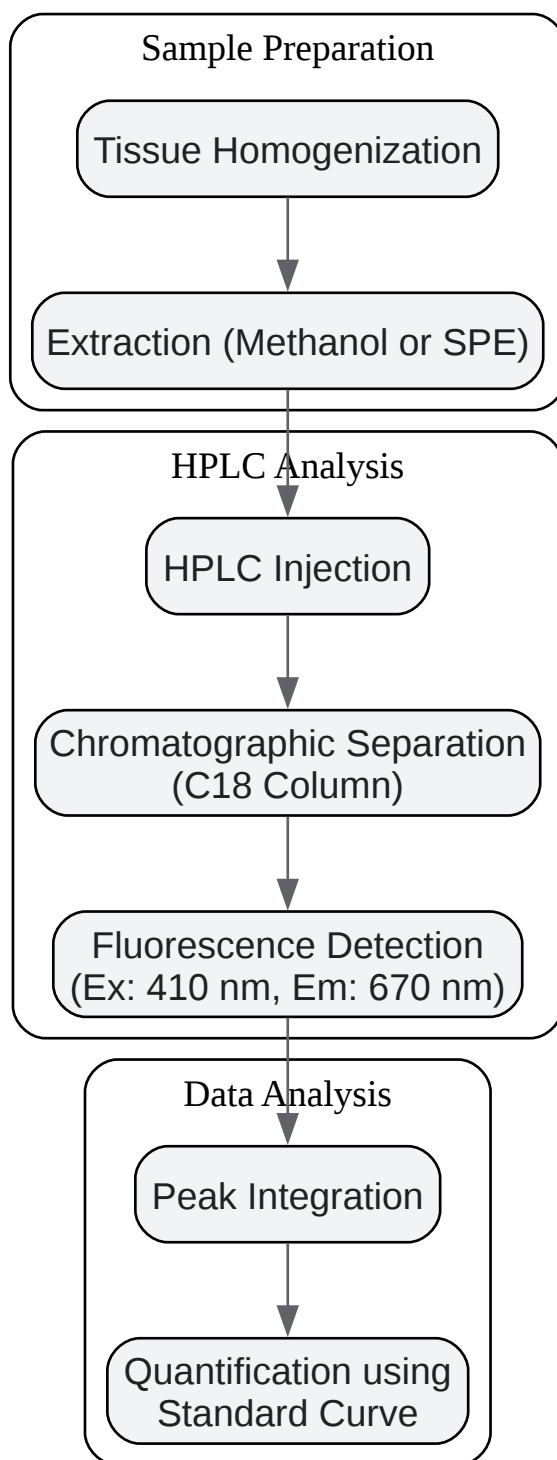 Sample Preparation
Tissue Homogenization
Extraction (Methanol or SPE)
HPLC Analysis
HPLC Injection
Chromatographic Separation
(C18 Column)
Fluorescence Detection
(Ex: 410 nm, Em: 670 nm)
Data Analysis
Peak Integration
Quantification using
Standard Curve